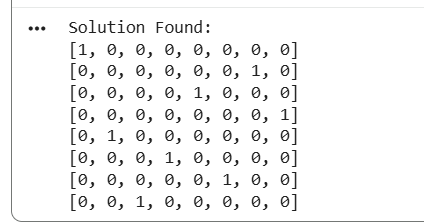 Solution Found:
[1, 0, 0, 0, 0, 0, 0, 0]
[0, 0, 0, 0, 0, 0, 1, 0]
[0, 0, 0, 0, 1, 0, 0, 0]
[0, 0, 0, 0, 0, 0, 0, 1]
[0, 1, 0, 0, 0, 0, 0, 0]
[0, 0, 0, 1, 0, 0, 0, 0]
[0, 0, 0, 0, 0, 1, 0, 0]
[0, 0, 1, 0, 0, 0, 0, 0]